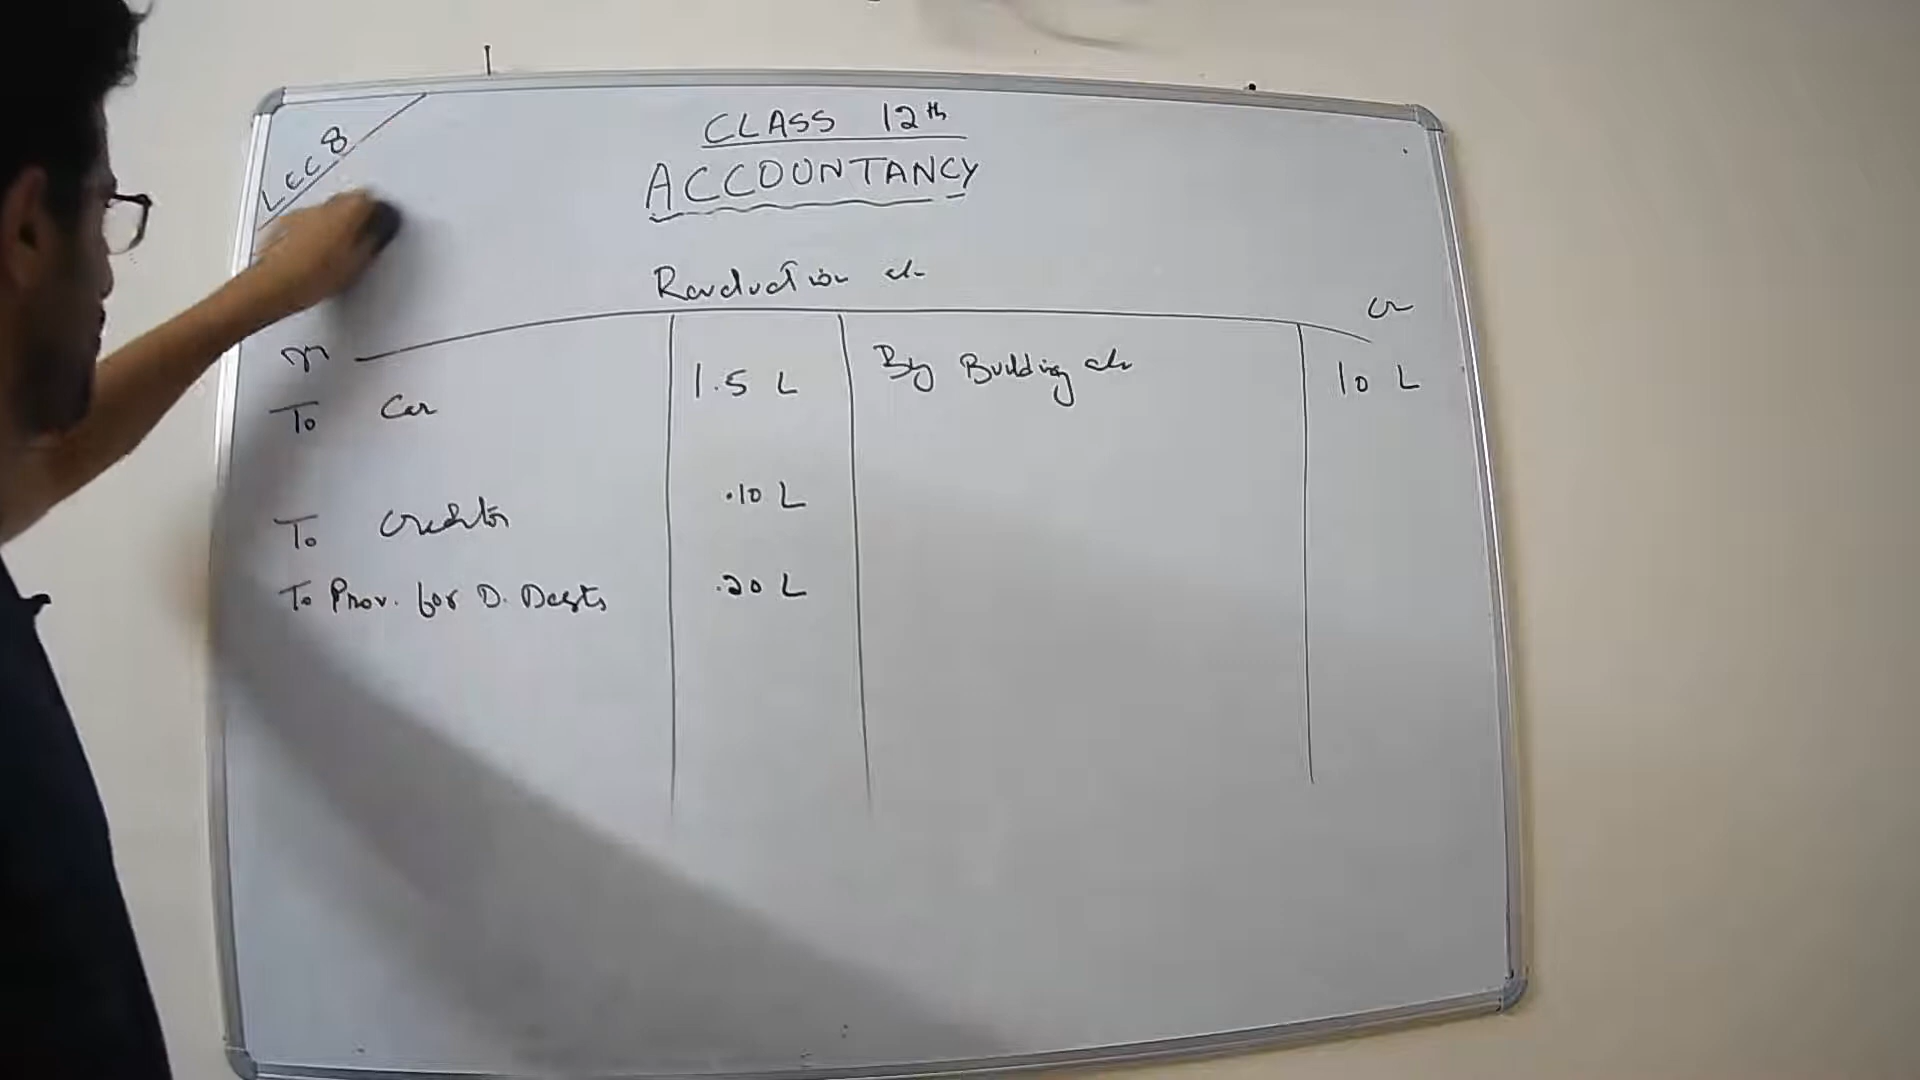 Lec 8
CLASS 12th
ACCOUNTANCY
Revaluation a/c
Dr
Cr
To Car 1.5 L
By Building a/c 10 L
To Creditors .10 L
To Prov. for D. Debts .20 L